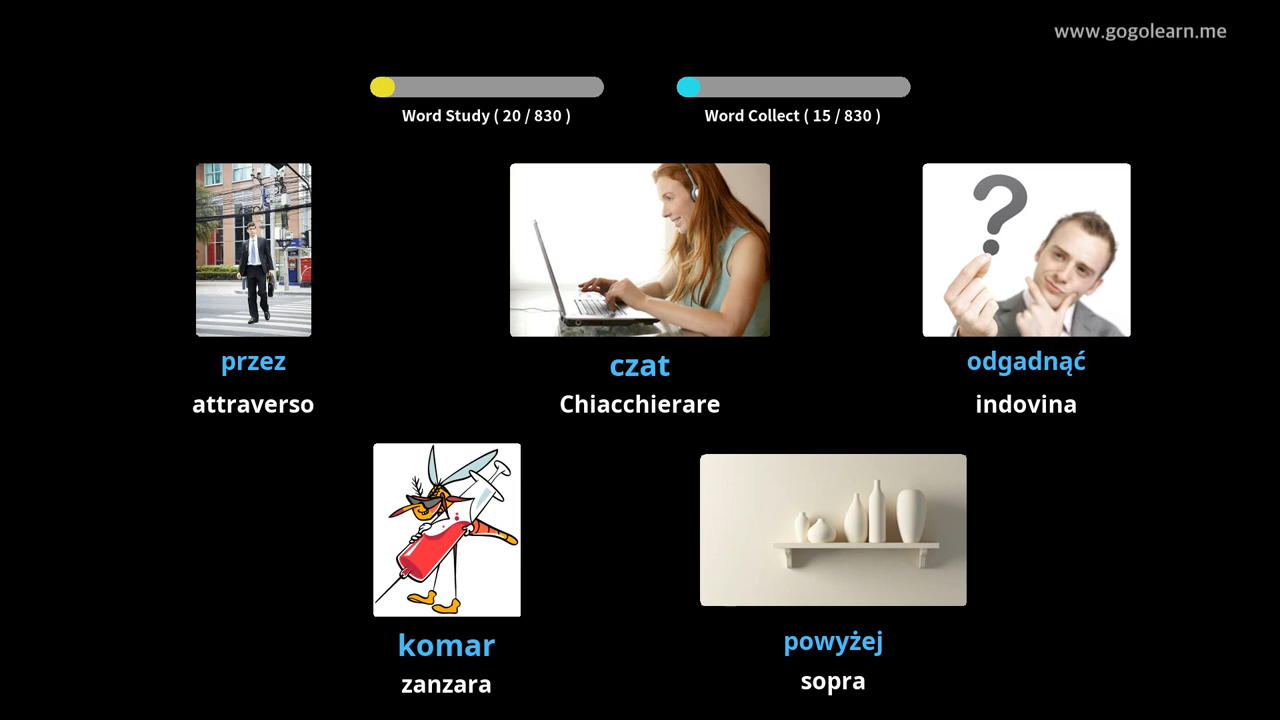 www.gogolearn.me
Word Study ( 20 / 830 )
Word Collect ( 15 / 830 )
przez
attraverso
czat
Chiacchierare
odgadnąć
indovina
komar
zanzara
powyżej
sopra